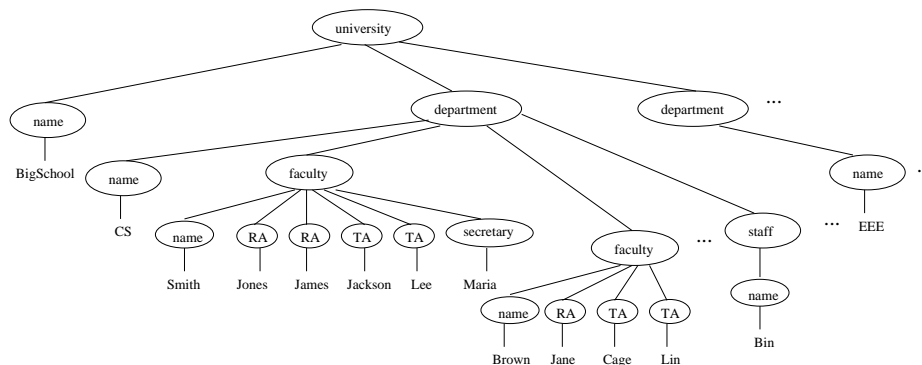 university
name
department
department
...
BigSchool
name
faculty
name
...
CS
name
RA
RA
TA
TA
secretary
faculty
...
staff
...
EEE
Smith
Jones
James
Jackson
Lee
Maria
name
RA
TA
TA
name
Brown
Jane
Cage
Lin
Bin